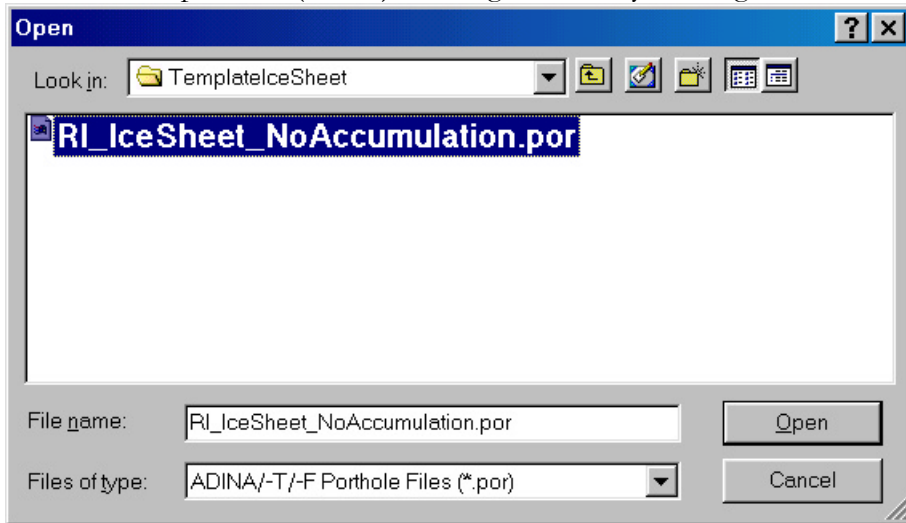 Open
Look in: TemplateIceSheet
RI_IceSheet_NoAccumulation.por
File name: RI_IceSheet_NoAccumulation.por Open
Files of type: ADINA/-T/-F Porthole Files (*.por) Cancel